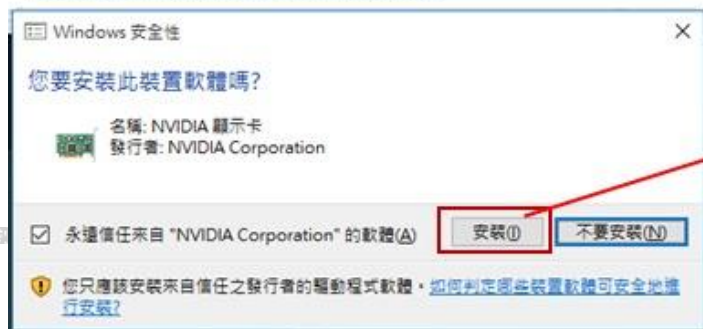 Windows 安全性
您要安裝此裝置軟體嗎?
名稱: NVIDIA 顯示卡
發行者: NVIDIA Corporation
永遠信任來自 "NVIDIA Corporation" 的軟體(A)
安裝(I)
不要安裝(N)
您只應該安裝來自信任之發行者的驅動程式軟體。如何判定哪些裝置軟體可安全地進
行安裝?